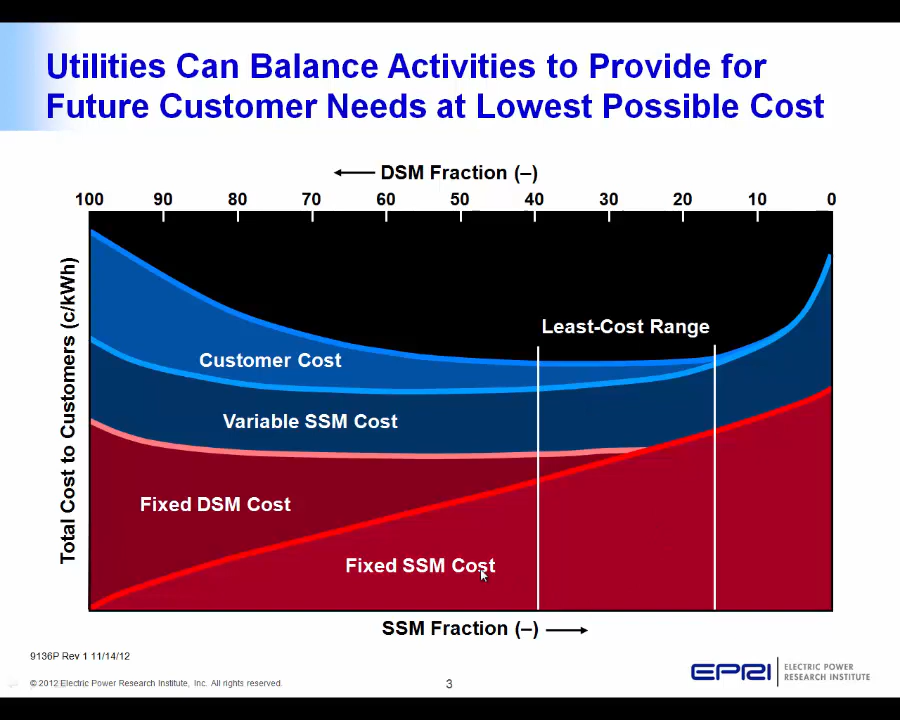 Utilities Can Balance Activities to Provide for
Future Customer Needs at Lowest Possible Cost
DSM Fraction (–)
100 90 80 70 60 50 40 30 20 10 0
Total Cost to Customers (c/kWh)
Least-Cost Range
Customer Cost
Variable SSM Cost
Fixed DSM Cost
Fixed SSM Cost
SSM Fraction (–)
9136P Rev 1 11/14/12
© 2012 Electric Power Research Institute, Inc. All rights reserved.
3
EPRI
ELECTRIC POWER
RESEARCH INSTITUTE